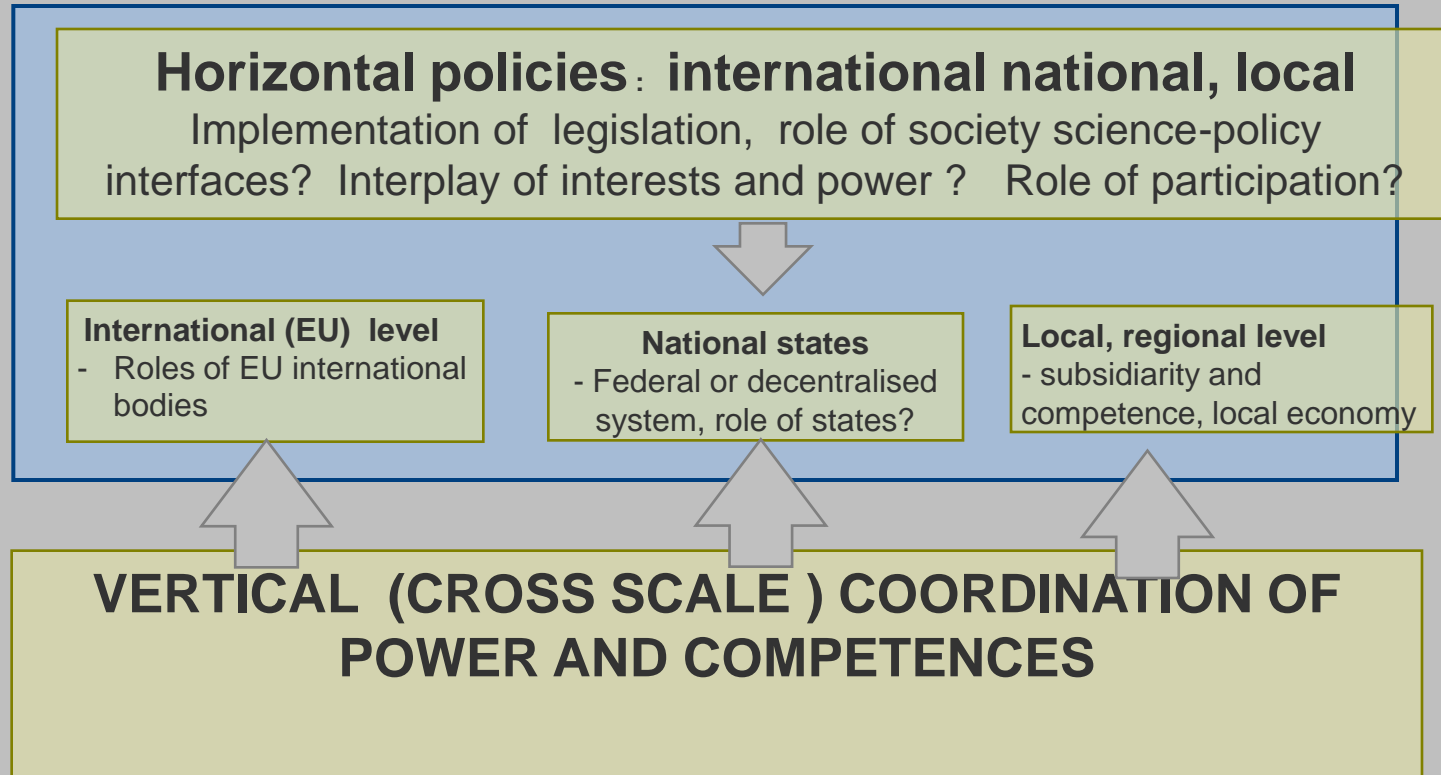 Horizontal policies : international national, local
Implementation of legislation, role of society science-policy
interfaces? Interplay of interests and power ? Role of participation?
International (EU) level
- Roles of EU international
bodies
National states
- Federal or decentralised
system, role of states?
Local, regional level
- subsidiarity and
competence, local economy
VERTICAL (CROSS SCALE ) COORDINATION OF
POWER AND COMPETENCES